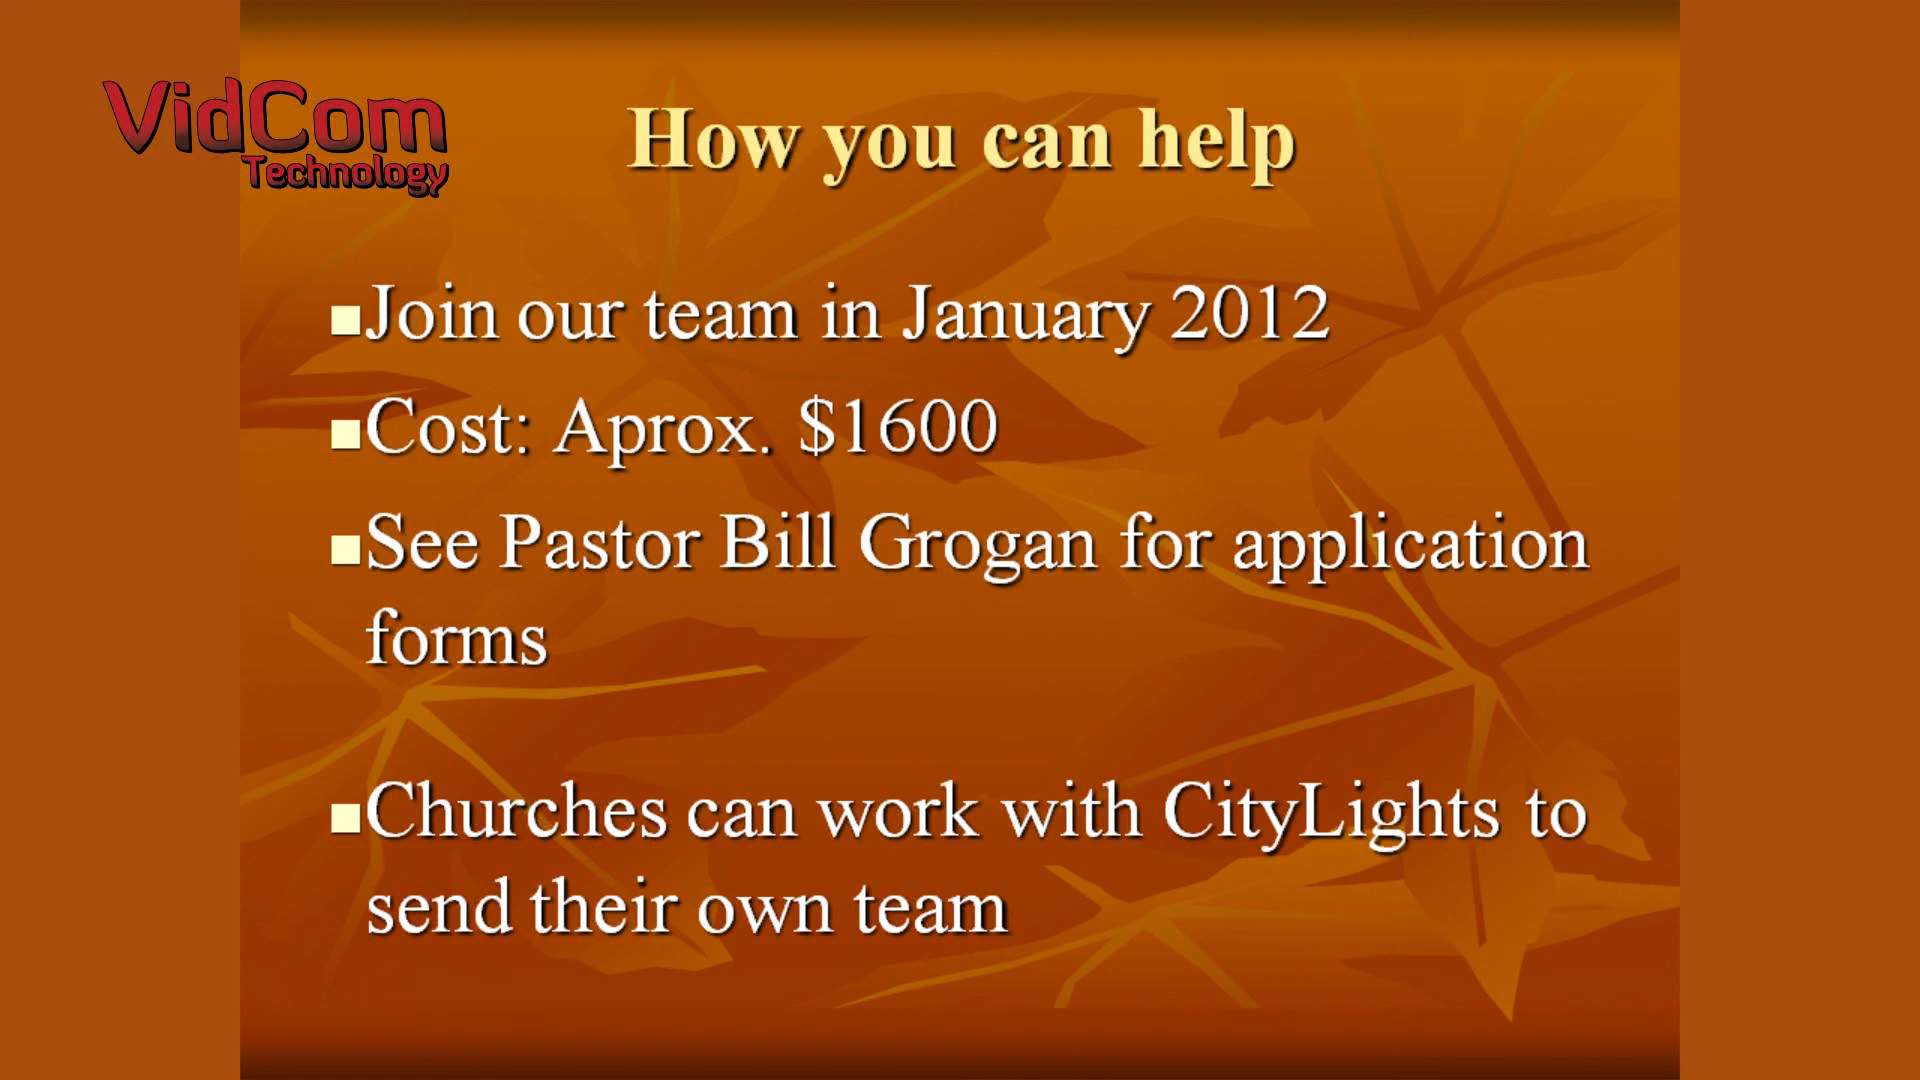 VidCom
Technology
How you can help
Join our team in January 2012
Cost: Aprox. $1600
See Pastor Bill Grogan for application
forms
Churches can work with CityLights to
send their own team